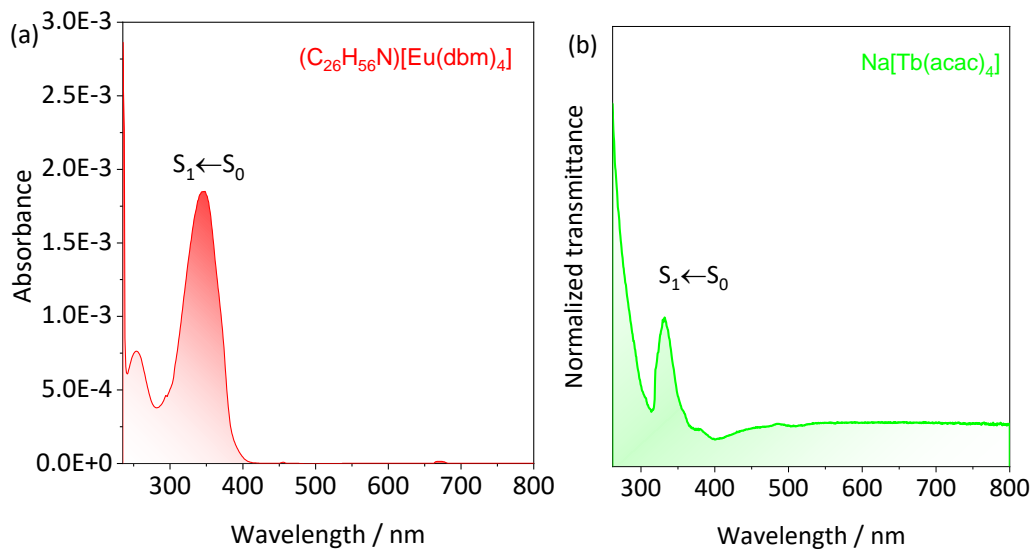 (a)
(C₂₆H₅₆N)[Eu(dbm)₄]
S₁←S₀
Absorbance
3.0E-3
2.5E-3
2.0E-3
1.5E-3
1.0E-3
5.0E-4
0.0E+0
300 400 500 600 700 800
Wavelength / nm
(b)
Na[Tb(acac)₄]
S₁←S₀
Normalized transmittance
300 400 500 600 700 800
Wavelength / nm